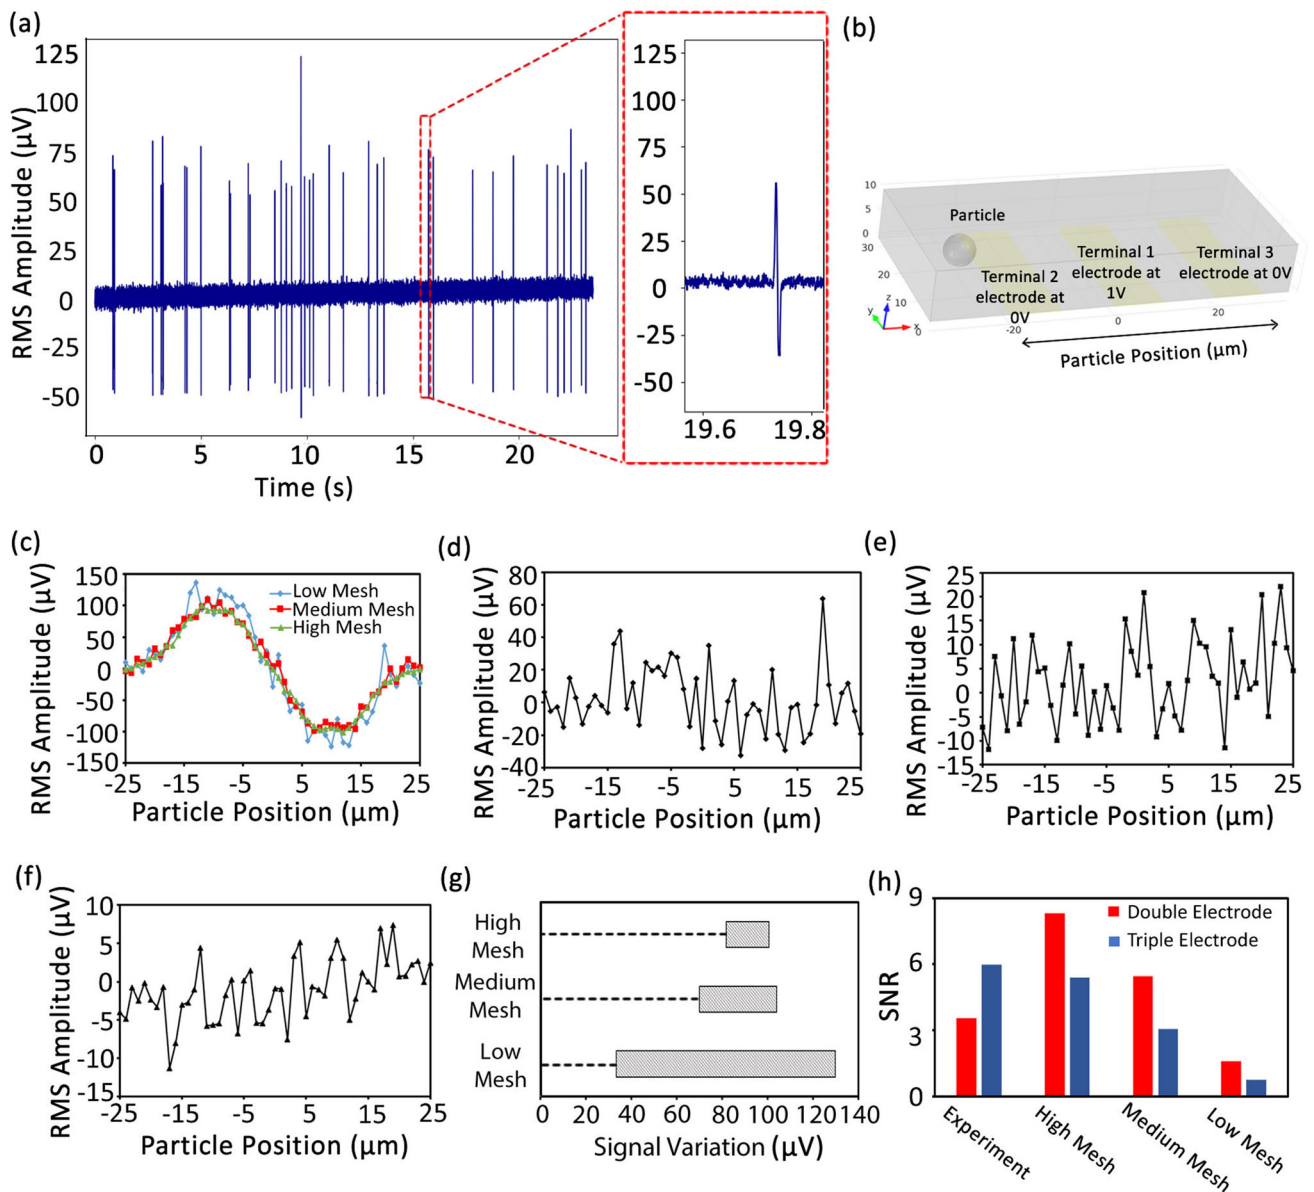 (a)
RMS Amplitude (μV)
125
100
75
50
25
0
-25
-50
0 5 10 15 20
Time (s)
125
100
75
50
25
0
-25
-50
19.6 19.8
(b)
10
5
0
30
20
10
0
Particle
Terminal 2
electrode at
0V
Terminal 1
electrode at
1V
Terminal 3
electrode at 0V
y z x
-20 0 20
Particle Position (μm)
(c)
RMS Amplitude (μV)
150
100
50
0
-50
-100
-150
Low Mesh
Medium Mesh
High Mesh
-25 -15 -5 5 15 25
Particle Position (μm)
(d)
RMS Amplitude (μV)
80
60
40
20
0
-20
-40
-25 -15 -5 5 15 25
Particle Position (μm)
(e)
RMS Amplitude (μV)
25
20
15
10
5
0
-5
-10
-15
-25 -15 -5 5 15 25
Particle Position (μm)
(f)
RMS Amplitude (μV)
10
5
0
-5
-10
-15
-25 -15 -5 5 15 25
Particle Position (μm)
(g)
High
Mesh
Medium
Mesh
Low
Mesh
0 20 40 60 80 100 120 140
Signal Variation (μV)
(h)
SNR
9
6
3
0
Double Electrode
Triple Electrode
Experiment
High Mesh
Medium Mesh
Low Mesh